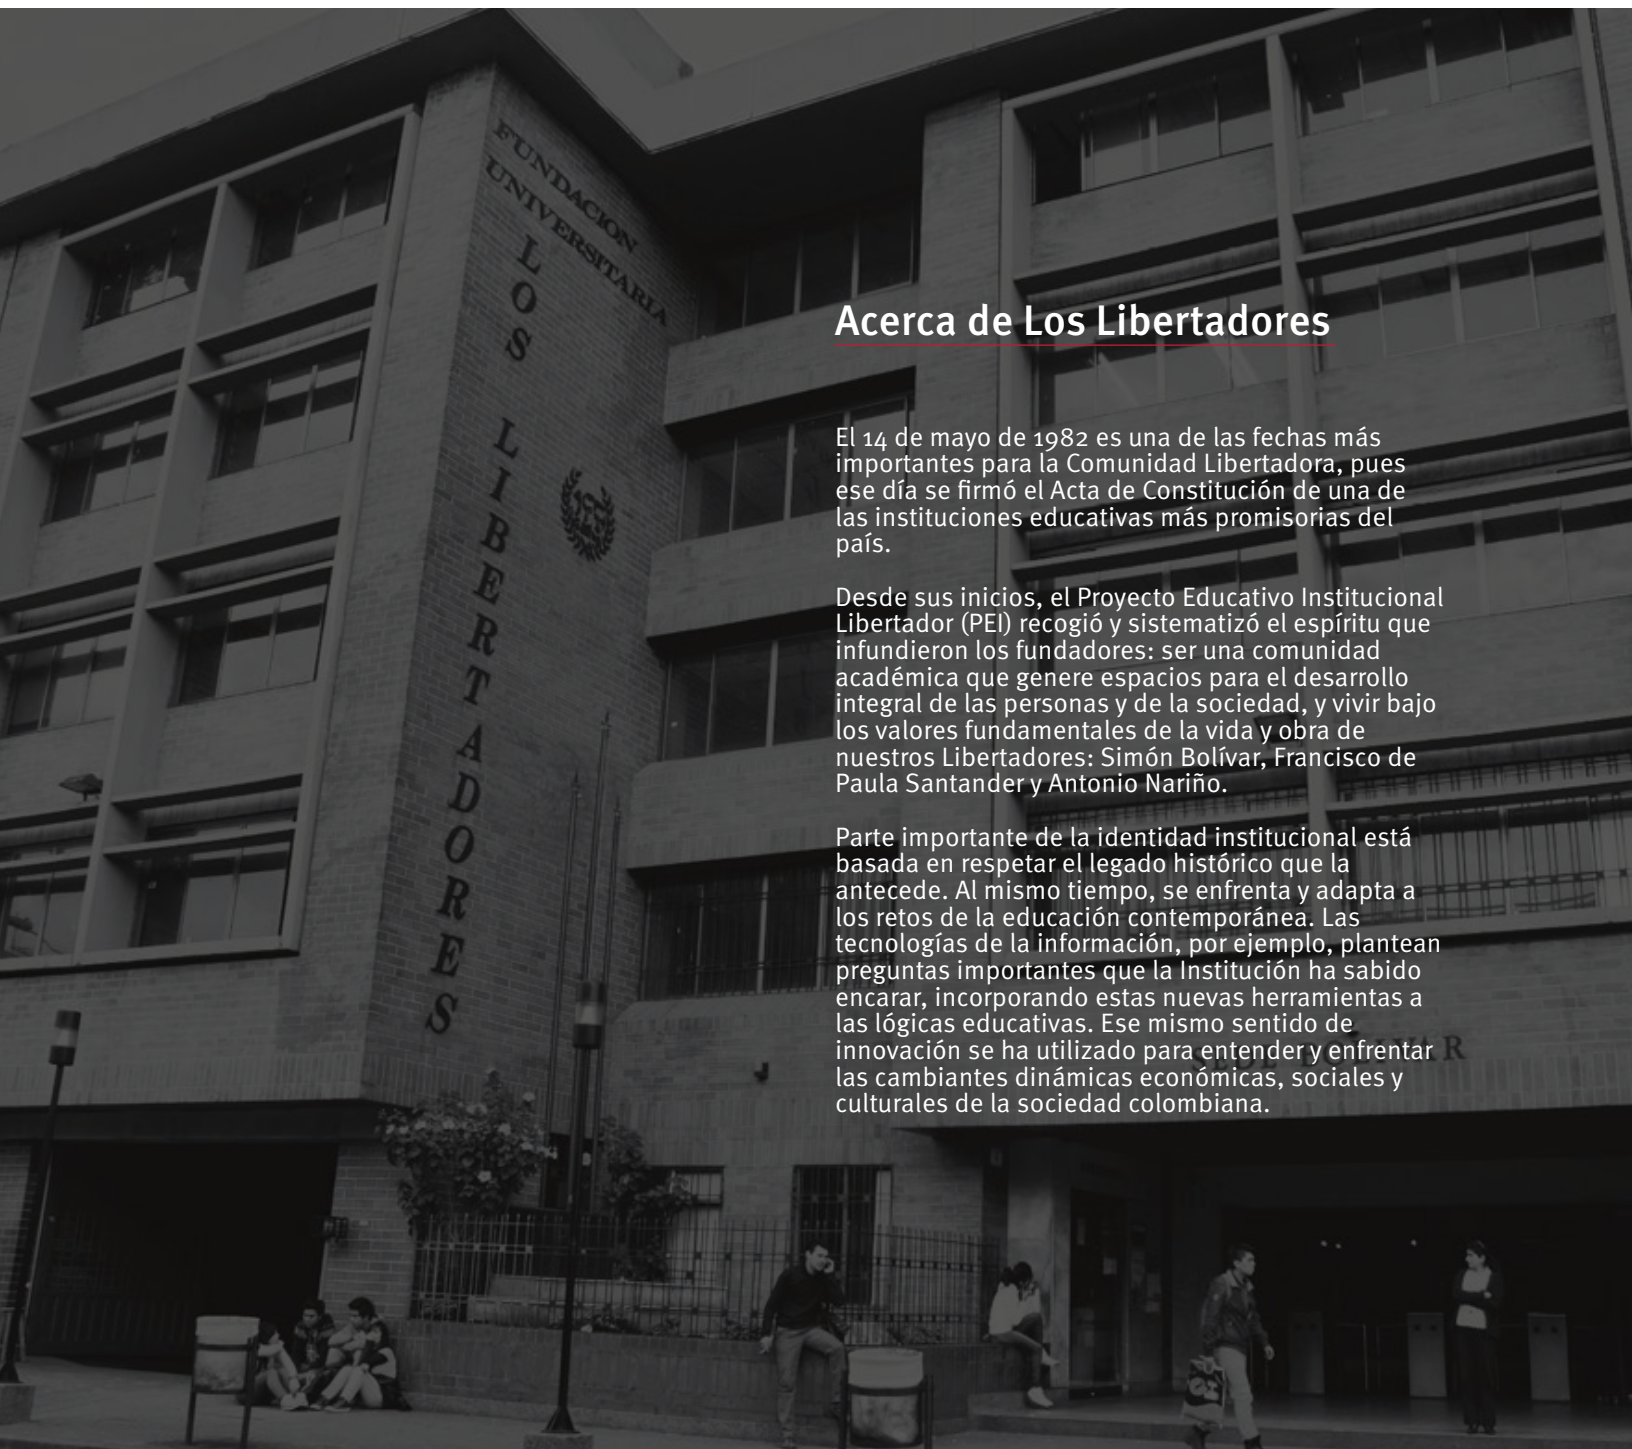 FUNDACION
UNIVERSITARIA
LOS
LIBERTADORES
Acerca de Los Libertadores
El 14 de mayo de 1982 es una de las fechas más
importantes para la Comunidad Libertadora, pues
ese día se firmó el Acta de Constitución de una de
las instituciones educativas más promisorias del
país.
Desde sus inicios, el Proyecto Educativo Institucional
Libertador (PEI) recogió y sistematizó el espíritu que
infundieron los fundadores: ser una comunidad
académica que genere espacios para el desarrollo
integral de las personas y de la sociedad, y vivir bajo
los valores fundamentales de la vida y obra de
nuestros Libertadores: Simón Bolívar, Francisco de
Paula Santander y Antonio Nariño.
Parte importante de la identidad institucional está
basada en respetar el legado histórico que la
antecede. Al mismo tiempo, se enfrenta y adapta a
los retos de la educación contemporánea. Las
tecnologías de la información, por ejemplo, plantean
preguntas importantes que la Institución ha sabido
encarar, incorporando estas nuevas herramientas a
las lógicas educativas. Ese mismo sentido de
innovación se ha utilizado para entender y enfrentar
las cambiantes dinámicas económicas, sociales y
culturales de la sociedad colombiana.
SEDE BOLIVAR